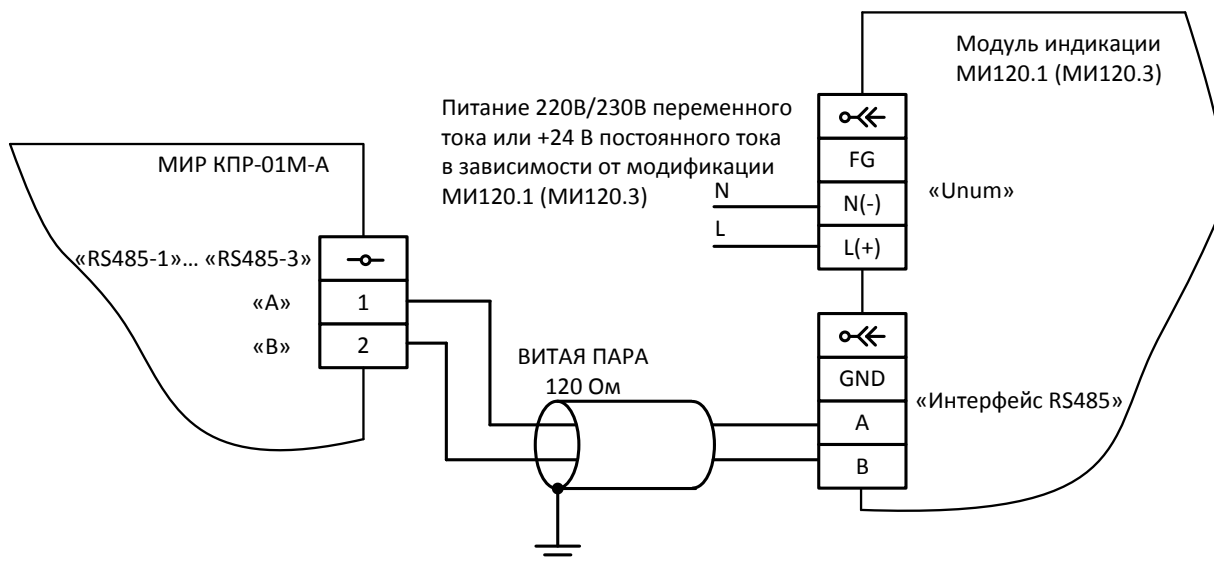 Модуль индикации
МИ120.1 (МИ120.3)
Питание 220В/230В переменного
тока или +24 В постоянного тока
в зависимости от модификации
МИ120.1 (МИ120.3)
N
L
FG
N(-)
L(+)
«Unum»
МИР КПР-01М-А
«RS485-1»... «RS485-3»
«А»
1
«В»
2
ВИТАЯ ПАРА
120 Ом
GND
A
B
«Интерфейс RS485»